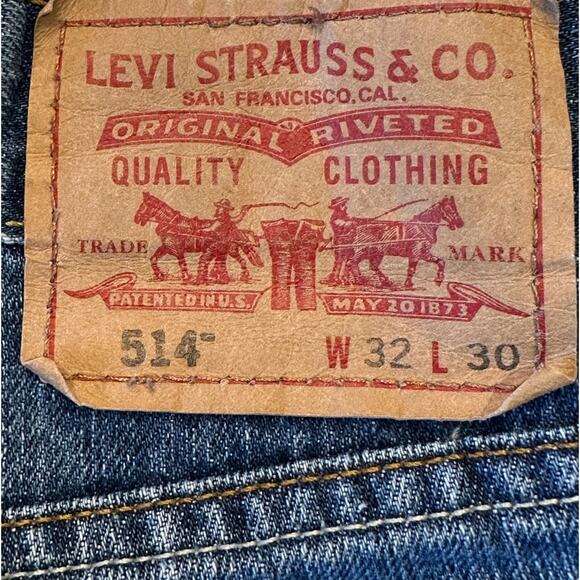 LEVI STRAUSS & CO.
SAN FRANCISCO, CAL.
ORIGINAL RIVETED
QUALITY CLOTHING
TRADE MARK
PATENTED IN U.S. MAY 20 1873
514™ W 32 L 30